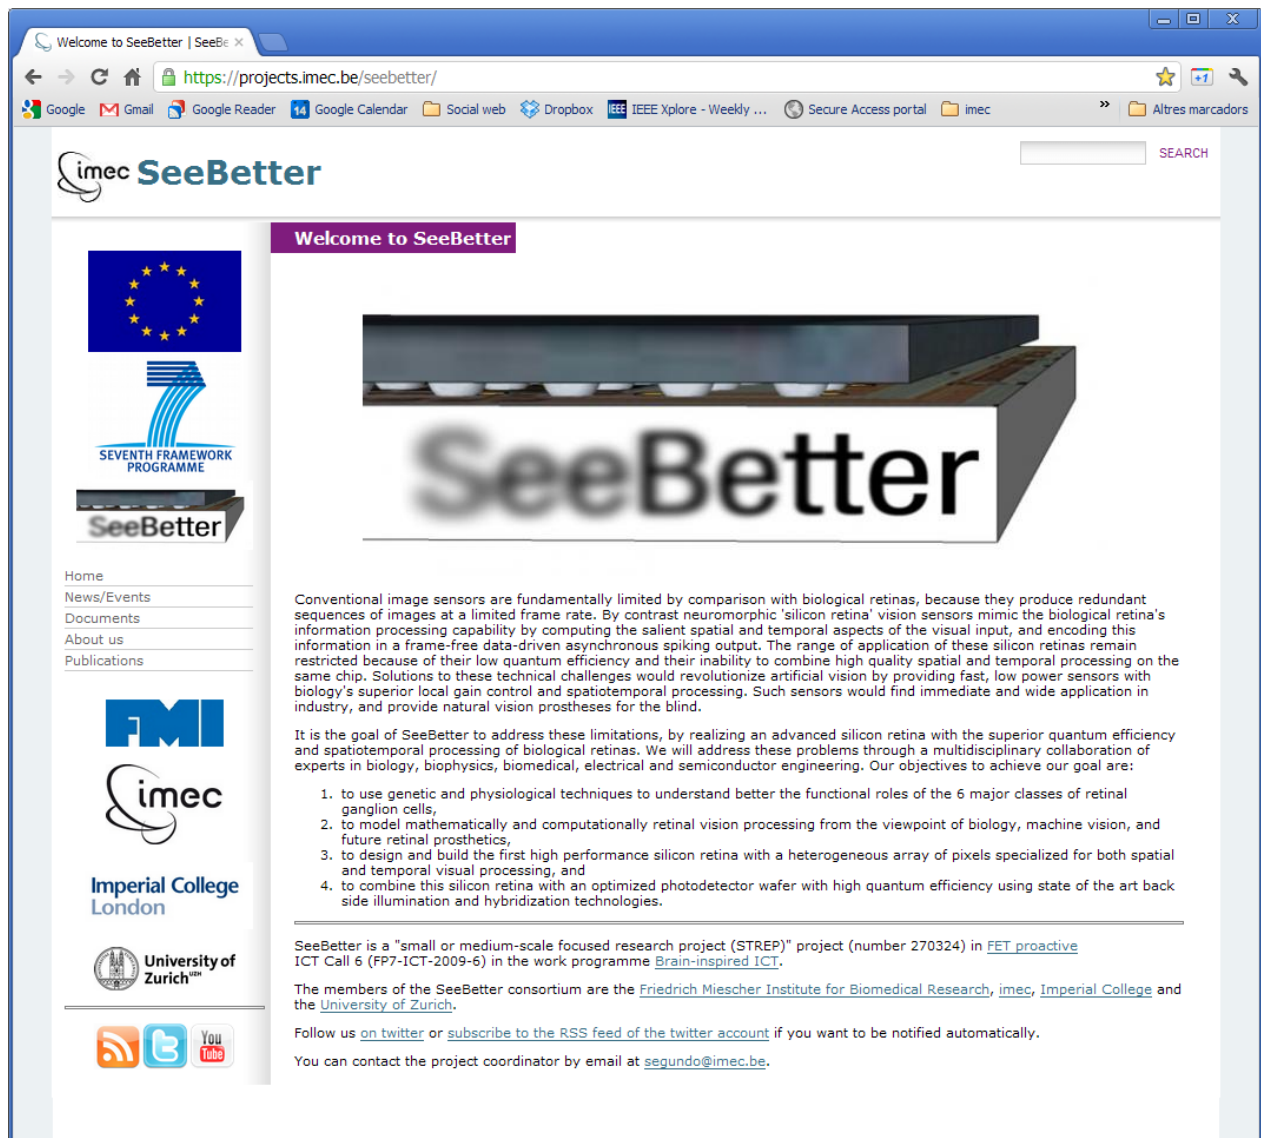 Welcome to SeeBetter | SeeBe
https://projects.imec.be/seebetter/
+1
Google Gmail Google Reader 14 Google Calendar Social web Dropbox IEEE IEEE Xplore - Weekly ... Secure Access portal imec » Altres marcadors
imec SeeBetter
SEARCH
Welcome to SeeBetter
7
SEVENTH FRAMEWORK
PROGRAMME
SeeBetter
Home
News/Events
Documents
About us
Publications
FMI
imec
Imperial College
London
University of
Zurich UZH
You
Tube
SeeBetter
Conventional image sensors are fundamentally limited by comparison with biological retinas, because they produce redundant
sequences of images at a limited frame rate. By contrast neuromorphic 'silicon retina' vision sensors mimic the biological retina's
information processing capability by computing the salient spatial and temporal aspects of the visual input, and encoding this
information in a frame-free data-driven asynchronous spiking output. The range of application of these silicon retinas remain
restricted because of their low quantum efficiency and their inability to combine high quality spatial and temporal processing on the
same chip. Solutions to these technical challenges would revolutionize artificial vision by providing fast, low power sensors with
biology's superior local gain control and spatiotemporal processing. Such sensors would find immediate and wide application in
industry, and provide natural vision prostheses for the blind.
It is the goal of SeeBetter to address these limitations, by realizing an advanced silicon retina with the superior quantum efficiency
and spatiotemporal processing of biological retinas. We will address these problems through a multidisciplinary collaboration of
experts in biology, biophysics, biomedical, electrical and semiconductor engineering. Our objectives to achieve our goal are:
1. to use genetic and physiological techniques to understand better the functional roles of the 6 major classes of retinal
ganglion cells,
2. to model mathematically and computationally retinal vision processing from the viewpoint of biology, machine vision, and
future retinal prosthetics,
3. to design and build the first high performance silicon retina with a heterogeneous array of pixels specialized for both spatial
and temporal visual processing, and
4. to combine this silicon retina with an optimized photodetector wafer with high quantum efficiency using state of the art back
side illumination and hybridization technologies.
SeeBetter is a "small or medium-scale focused research project (STREP)" project (number 270324) in FET proactive
ICT Call 6 (FP7-ICT-2009-6) in the work programme Brain-inspired ICT.
The members of the SeeBetter consortium are the Friedrich Miescher Institute for Biomedical Research, imec, Imperial College and
the University of Zurich.
Follow us on twitter or subscribe to the RSS feed of the twitter account if you want to be notified automatically.
You can contact the project coordinator by email at segundo@imec.be.